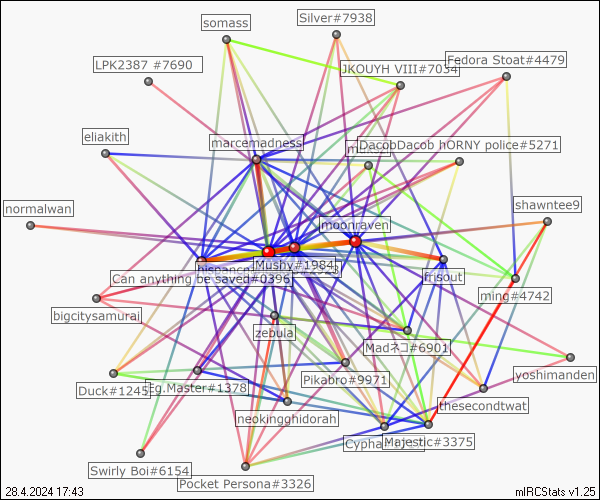 somass
Silver#7938
LPK2387 #7690
JKOUYH VIII#7034
Fedora Stoat#4479
eliakith
marcemadness
DacobDacob hORNY police#5271
normalwan
moonraven
shawntee9
Mushy#1984
Can anything be saved#0396
frisout
ming#4742
bigcitysamurai
zebula
Madネコ#6901
Pikabro#9971
yoshimanden
Duck#1245
Eg.Master#1378
thesecondtwat
neokingghidorah
Majestic#3375
Swirly Boi#6154
Pocket Persona#3326
28.4.2024 17:43
mIRCStats v1.25